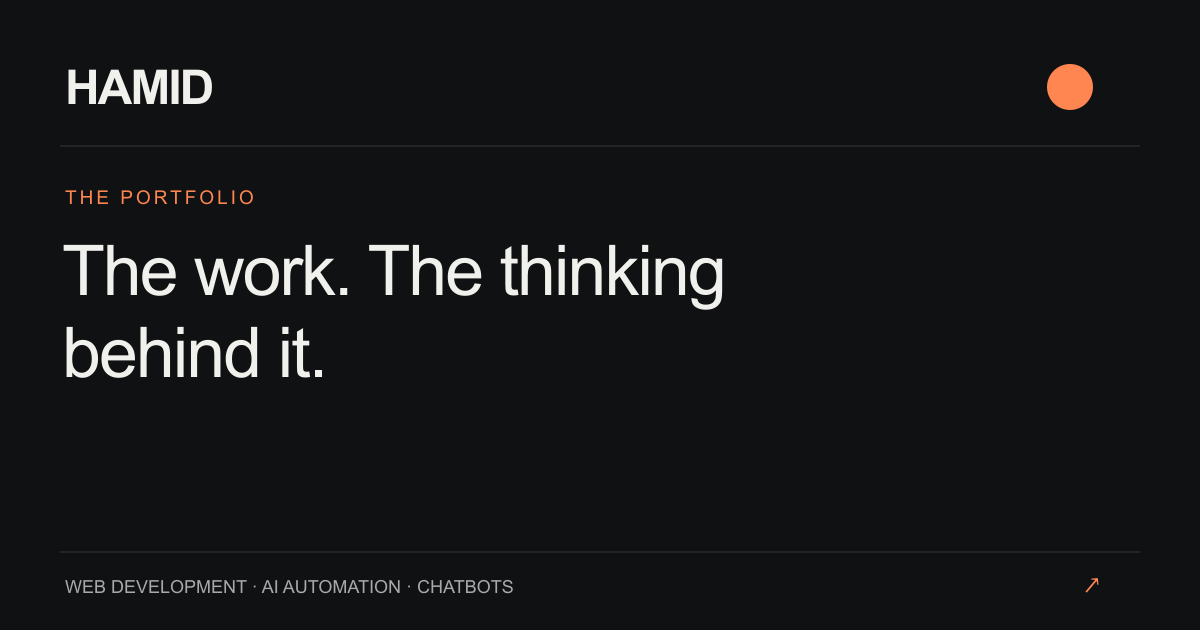 HAMID
THE PORTFOLIO
The work. The thinking
behind it.
WEB DEVELOPMENT · AI AUTOMATION · CHATBOTS ↗